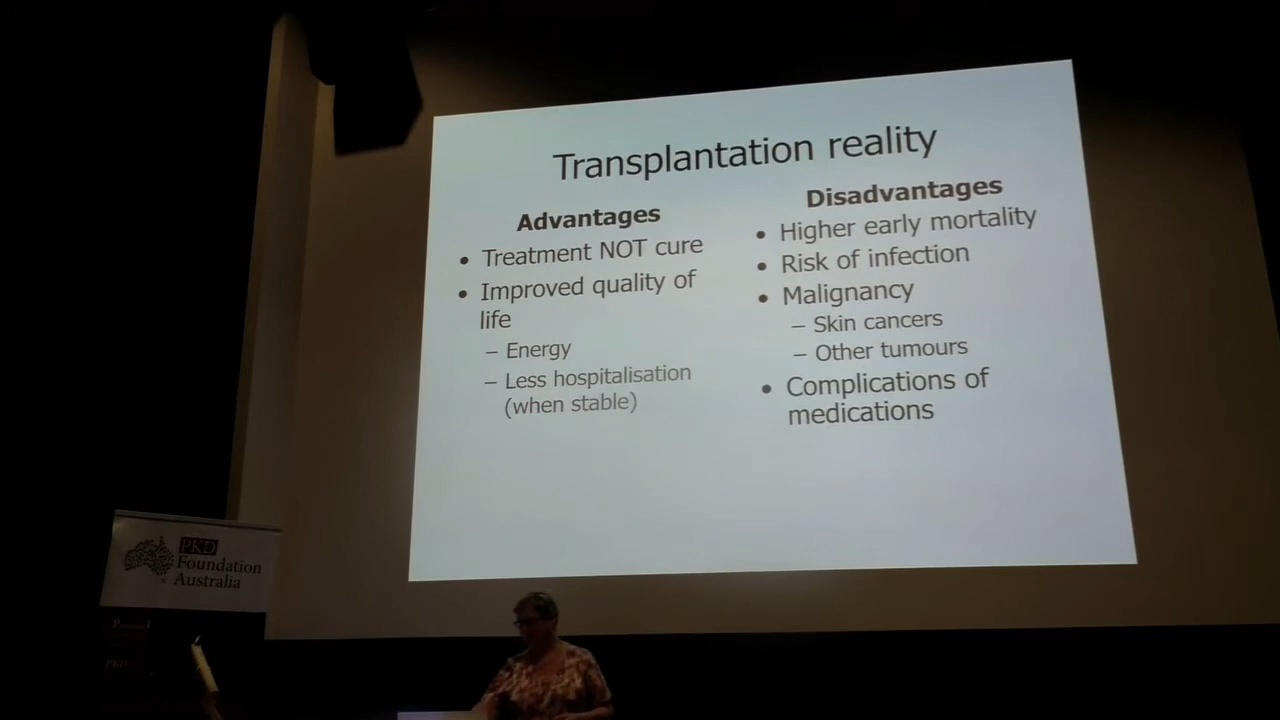 Transplantation reality
Advantages
• Treatment NOT cure
• Improved quality of
life
– Energy
– Less hospitalisation
(when stable)
Disadvantages
• Higher early mortality
• Risk of infection
• Malignancy
– Skin cancers
– Other tumours
• Complications of
medications
PKD
Foundation
Australia
PKD